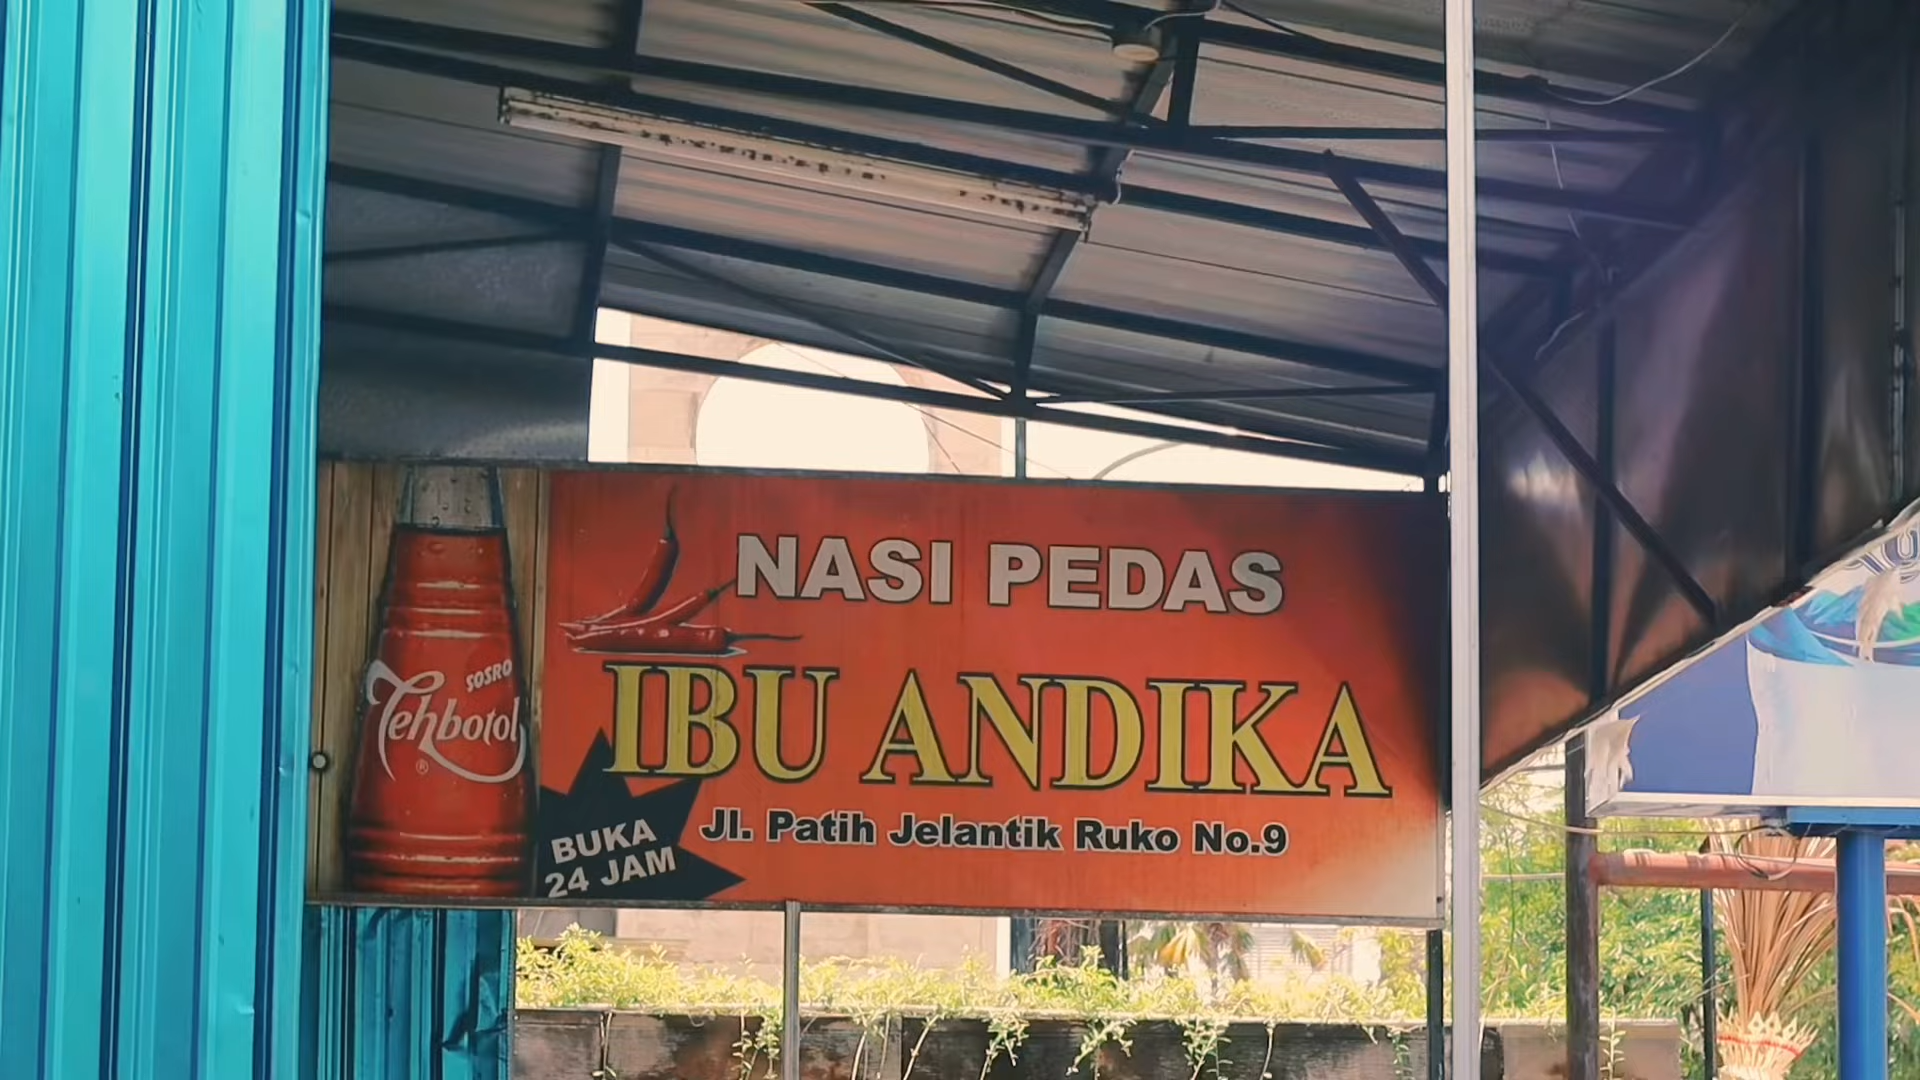 NASI PEDAS
IBU ANDIKA
Jl. Patih Jelantik Ruko No.9
BUKA
24 JAM
SOSRO
Tehbotol
®